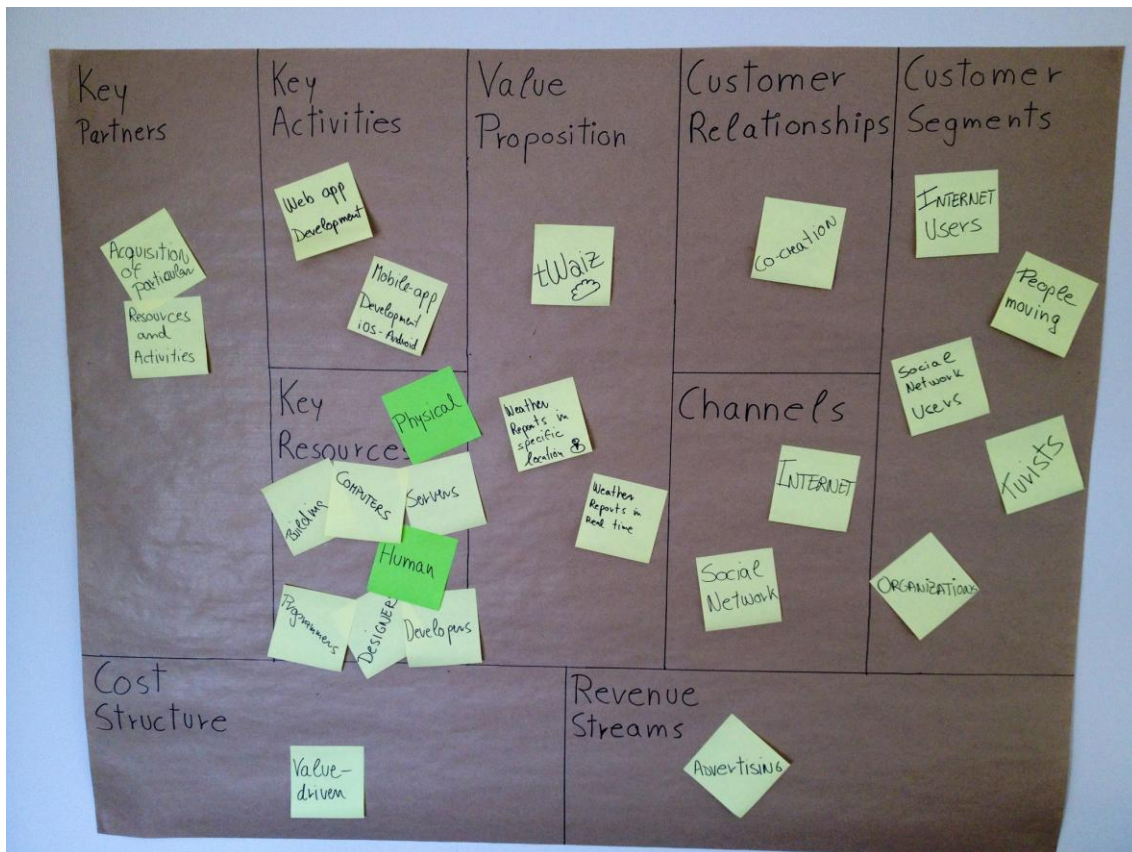 Key
Partners
Acquisition
of
particular
Resources
and
Activities
Key
Activities
Web app
Development
Mobile-app
Development
iOS-Android
Key
Resources
Physical
Building
COMPUTERS
Servers
Human
Prgrammers
DESIGNERS
Developers
Value
Proposition
tWaiz
Weather
Reports in
specific
location
Weather
Reports in
Real time
Customer
Relationships
Co-creation
Channels
INTERNET
Social
Network
Customer
Segments
INTERNET
Users
People
moving
Social
Network
Users
Turists
ORGANIZATIONS
Cost
Structure
Value-
driven
Revenue
Streams
Advertising